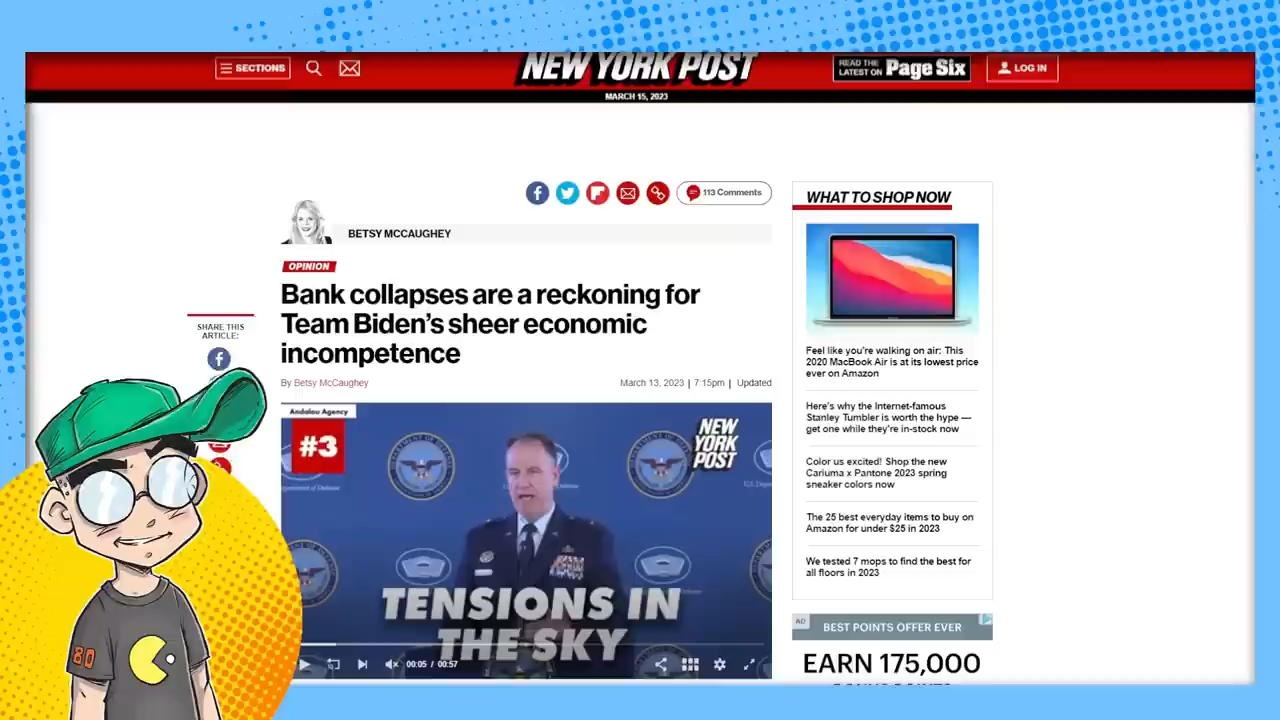 SECTIONS
NEW YORK POST
READ THE
LATEST ON
Page Six
LOG IN
MARCH 15, 2023
113 Comments
BETSY MCCAUGHEY
OPINION
Bank collapses are a reckoning for
Team Biden's sheer economic
incompetence
SHARE THIS
ARTICLE:
By Betsy McCaughey
March 13, 2023 | 7:15pm | Updated
Andalou Agency
#3
NEW
YORK
POST
TENSIONS IN
THE SKY
00:05 / 00:57
WHAT TO SHOP NOW
Feel like you're walking on air: This
2020 MacBook Air is at its lowest price
ever on Amazon
Here's why the Internet-famous
Stanley Tumbler is worth the hype —
get one while they're in-stock now
Color us excited! Shop the new
Cariuma x Pantone 2023 spring
sneaker colors now
The 25 best everyday items to buy on
Amazon for under $25 in 2023
We tested 7 mops to find the best for
all floors in 2023
AD
BEST POINTS OFFER EVER
EARN 175,000
80